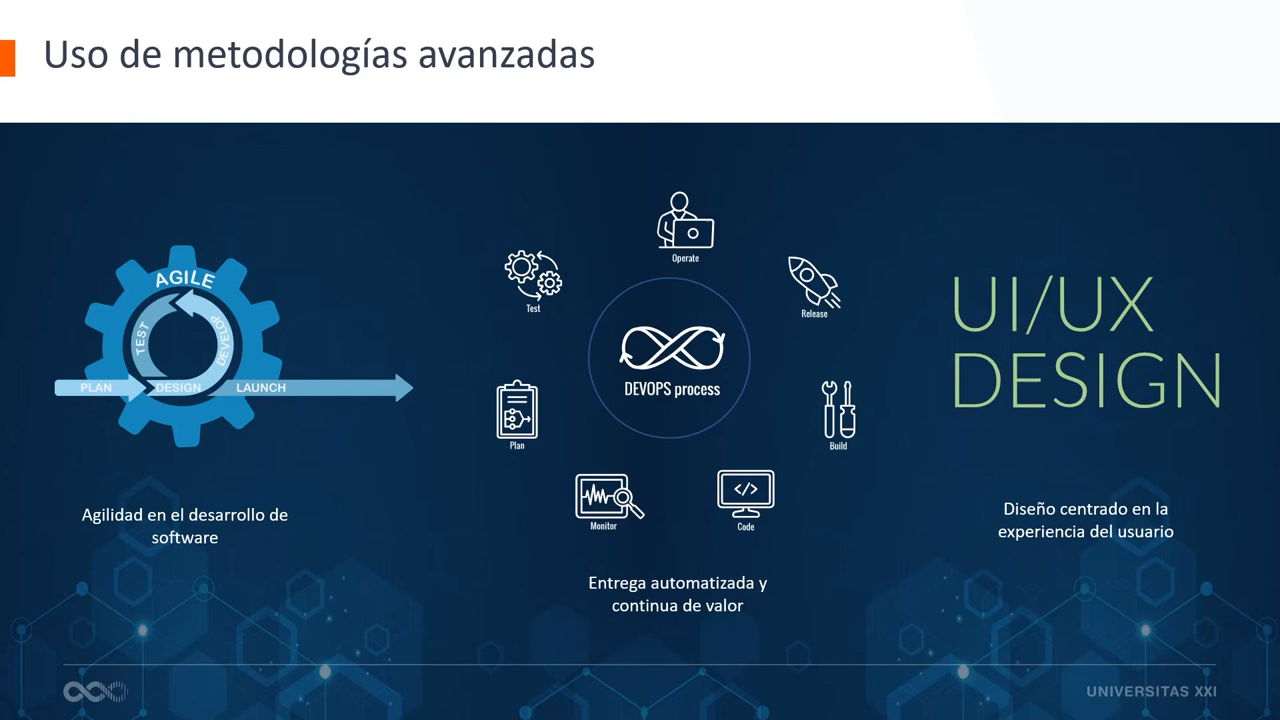 Uso de metodologías avanzadas
AGILE
TEST
DEVELOP
PLAN
DESIGN
LAUNCH
Agilidad en el desarrollo de
software
Operate
Test
Release
DEVOPS process
Plan
Build
Monitor
Code
</>
Entrega automatizada y
continua de valor
UI/UX
DESIGN
Diseño centrado en la
experiencia del usuario
UNIVERSITAS XXI